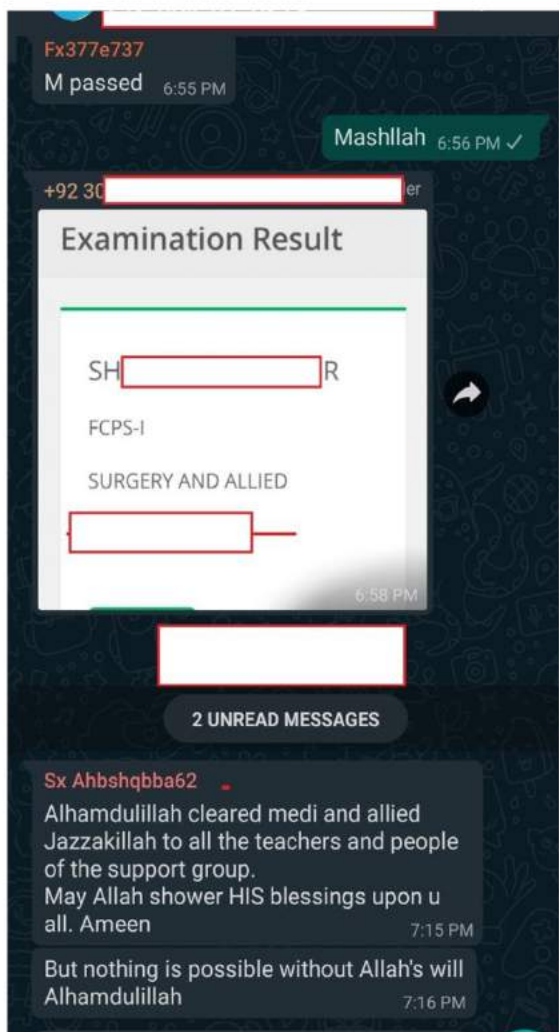 Fx377e737
M passed 6:55 PM
Mashllah 6:56 PM
+92 30 er
Examination Result
SH R
FCPS-I
SURGERY AND ALLIED
6:58 PM
2 UNREAD MESSAGES
Sx Ahbshqbba62
Alhamdulillah cleared medi and allied
Jazzakillah to all the teachers and people
of the support group.
May Allah shower HIS blessings upon u
all. Ameen
7:15 PM
But nothing is possible without Allah's will
Alhamdulillah
7:16 PM